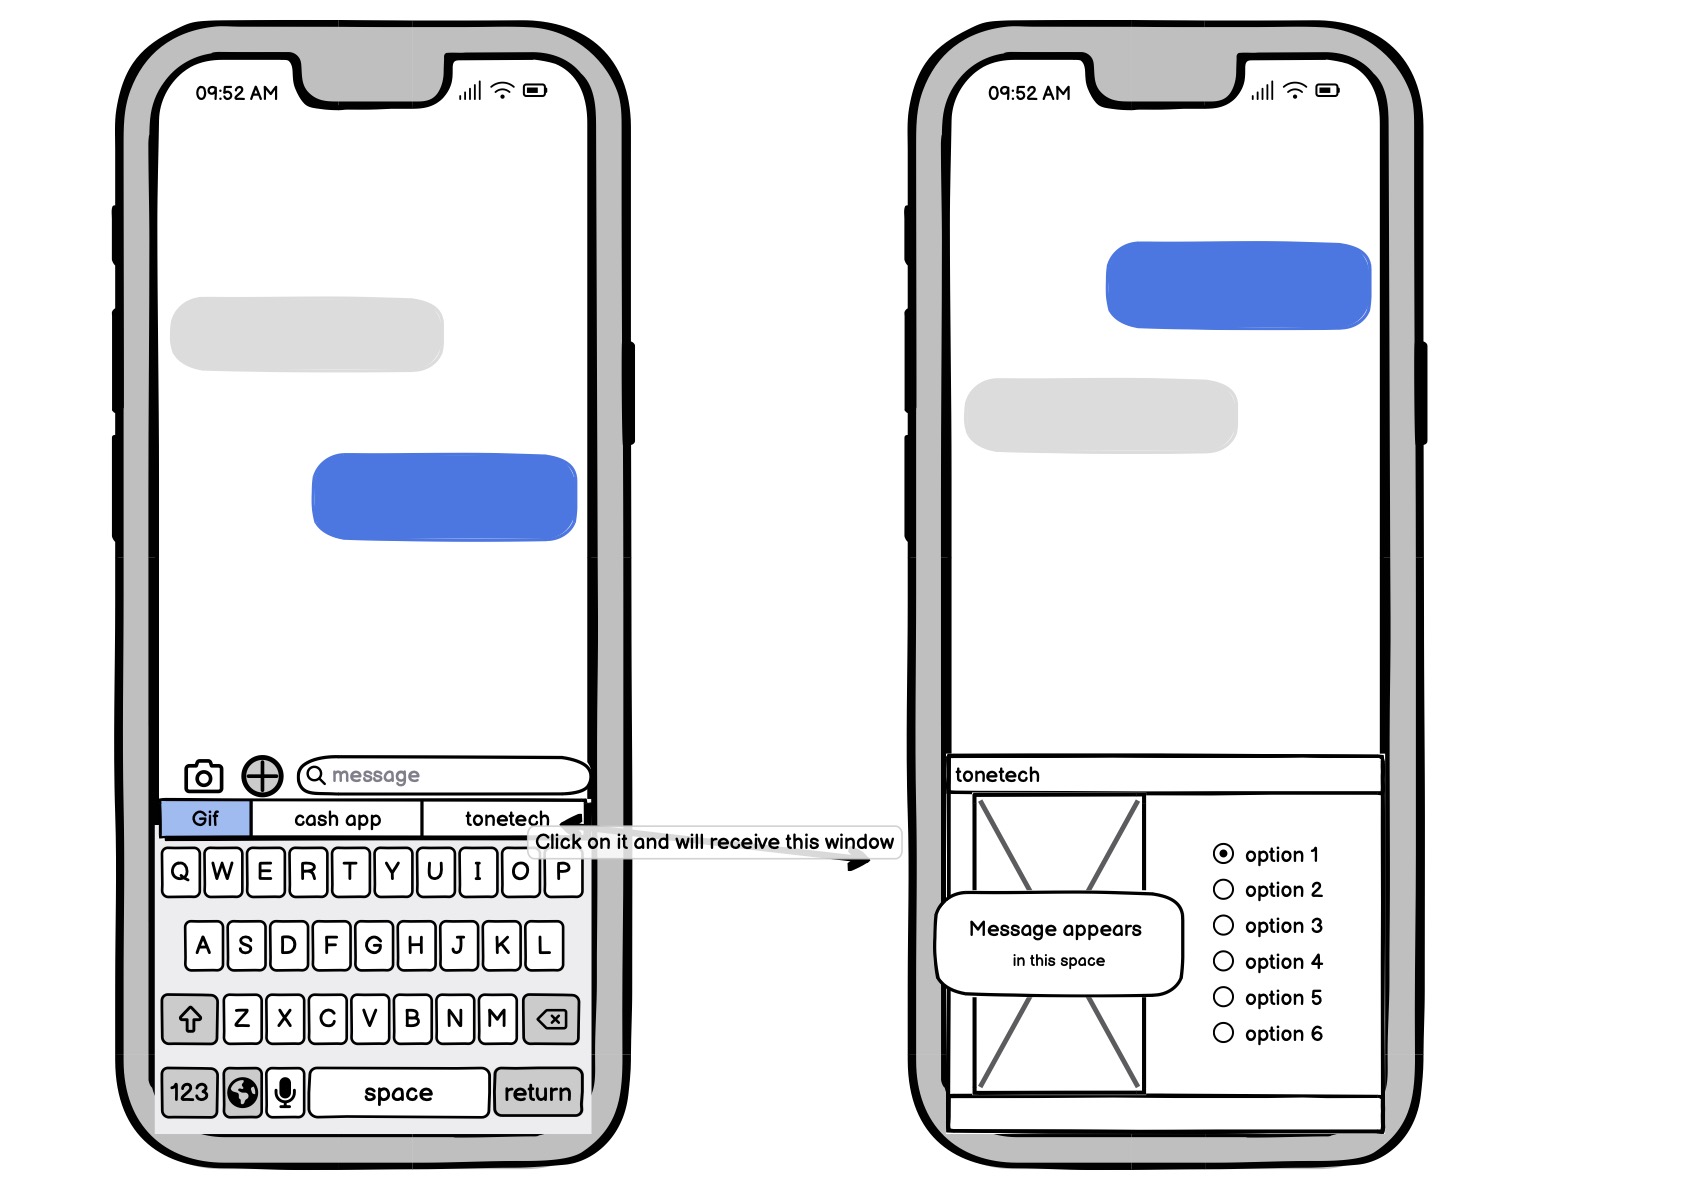 09:52 AM
message
Gif
cash app
tonetech
Click on it and will receive this window
Q W E R T Y U I O P
A S D F G H J K L
Z X C V B N M
123
space
return
09:52 AM
tonetech
Message appears
in this space
option 1
option 2
option 3
option 4
option 5
option 6